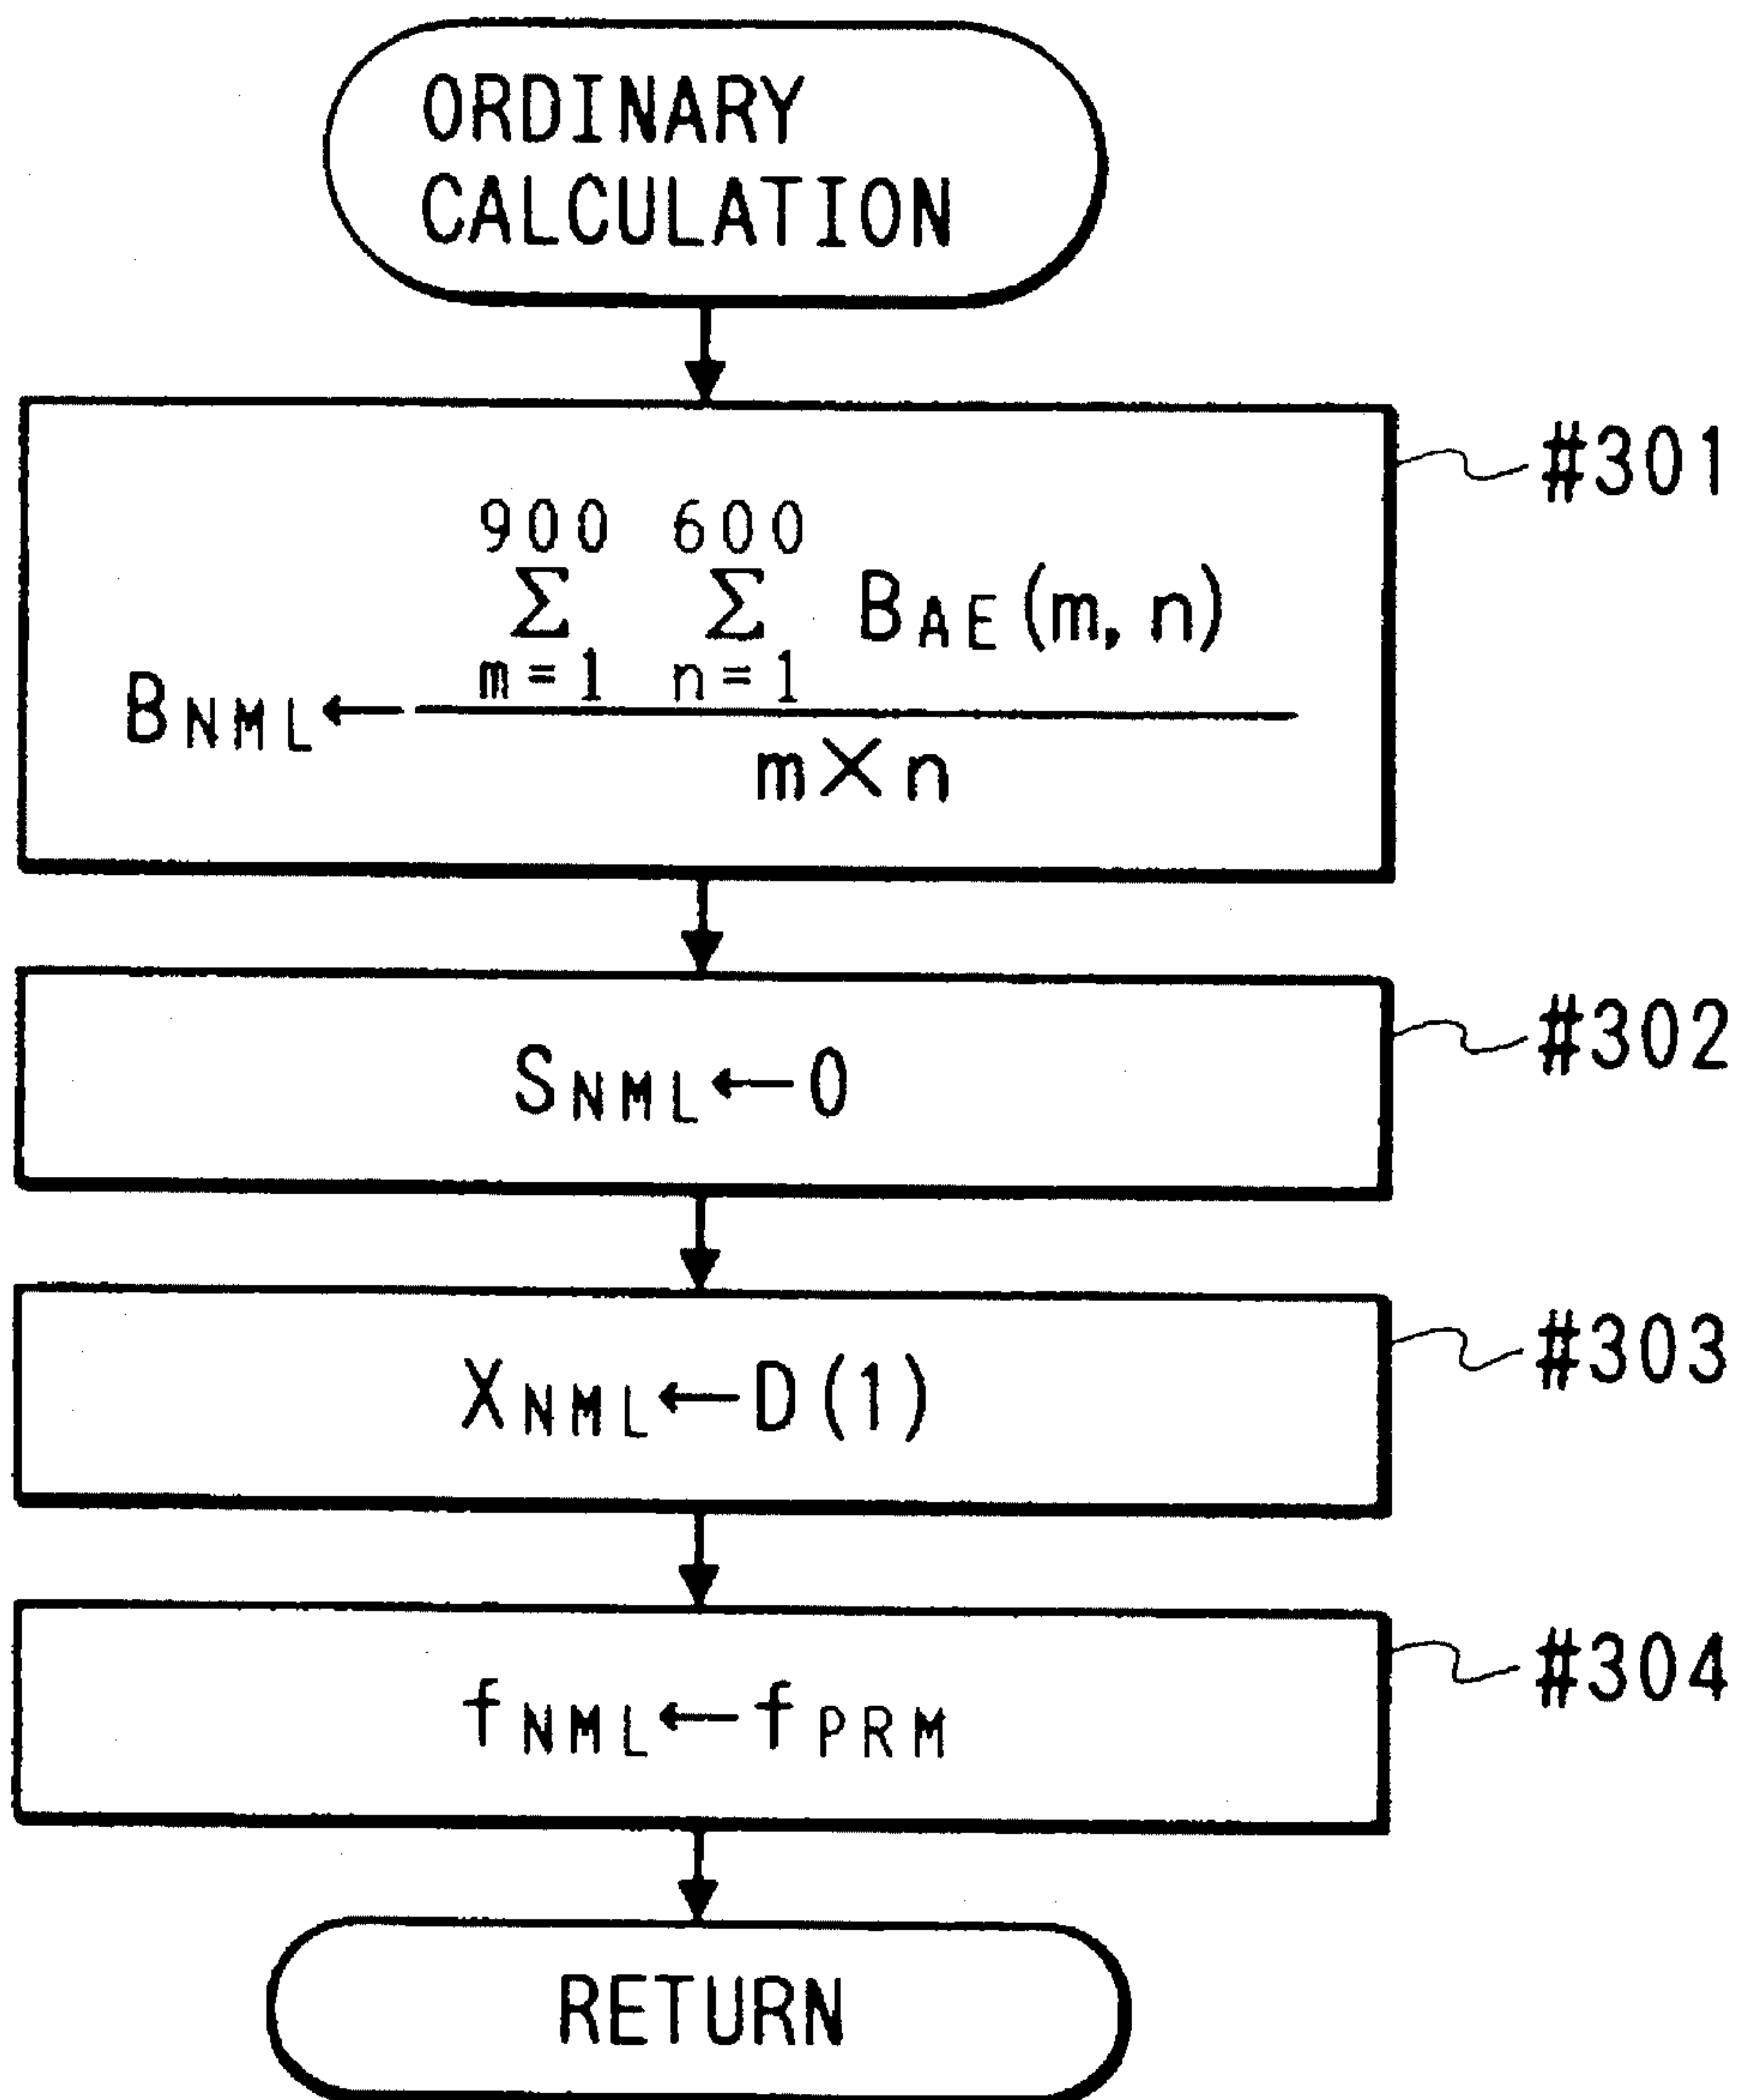 ORDINARY
CALCULATION
#301
900 600
Σ Σ BAE(m,n)
m=1 n=1
BNML←
m×n
#302
SNML←0
#303
XNML←D(1)
#304
fNML←fPRM
RETURN